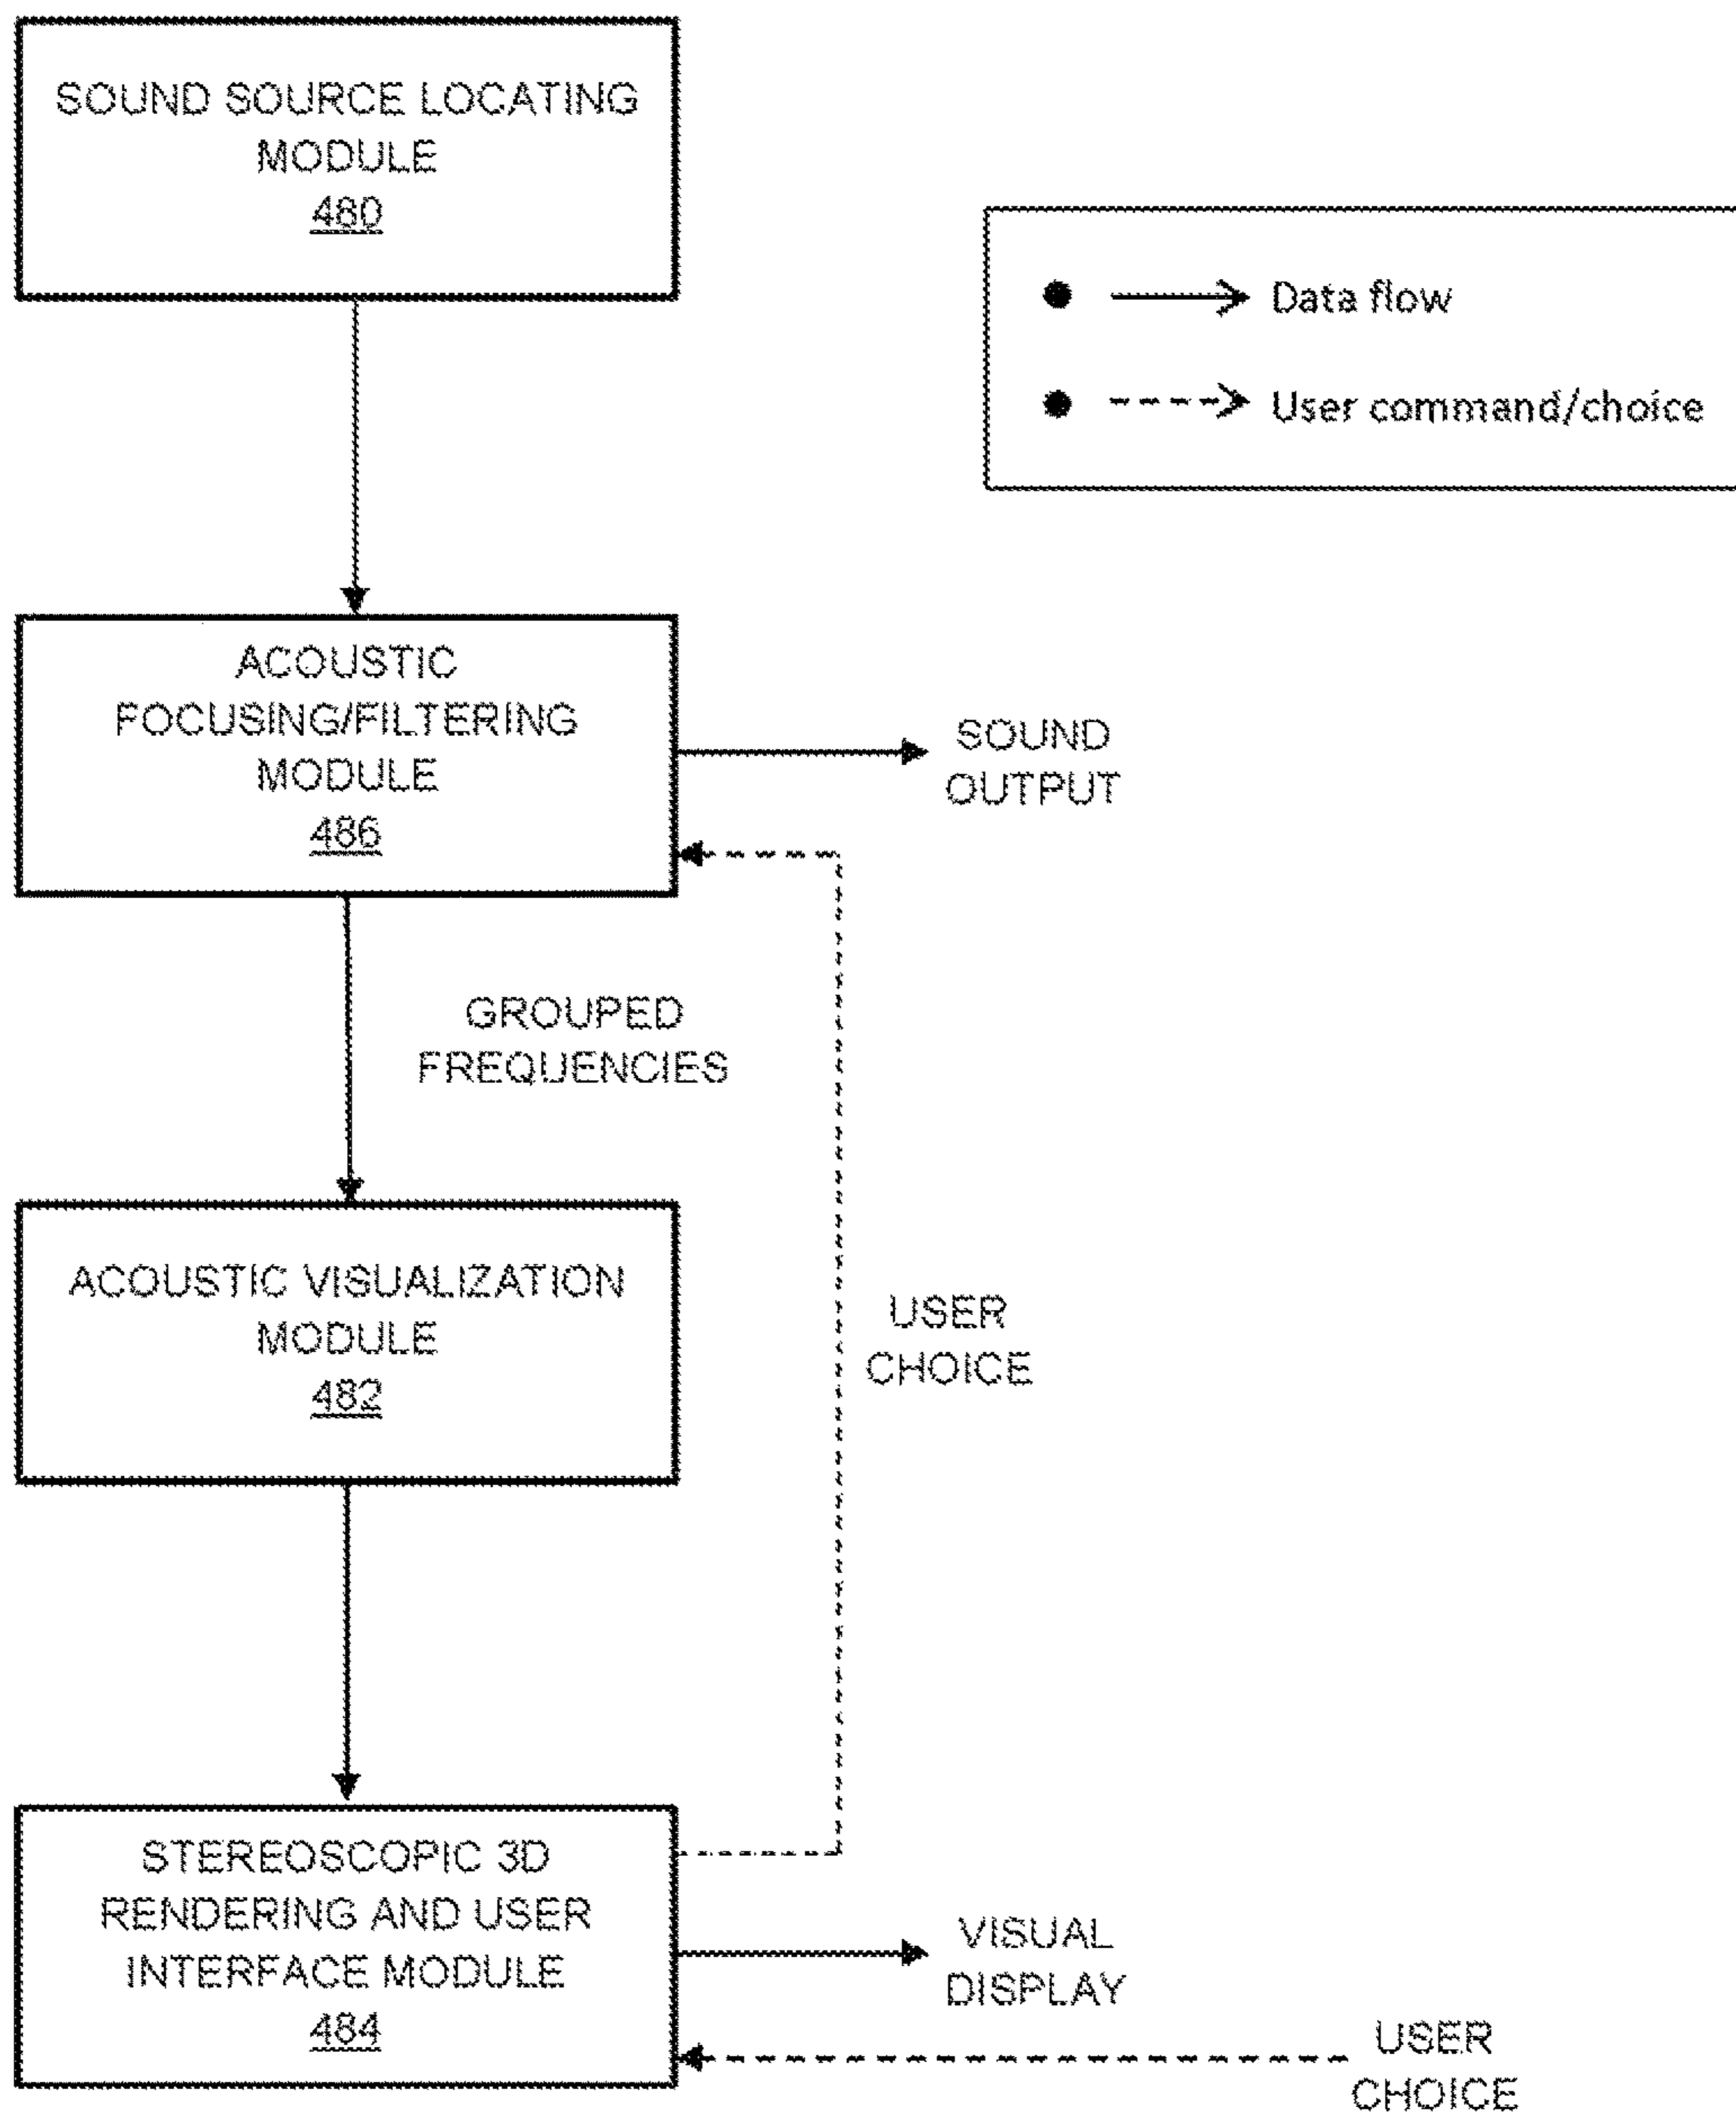 SOUND SOURCE LOCATING
MODULE
480
Data flow
User command/choice
ACOUSTIC
FOCUSING/FILTERING
MODULE
486
SOUND
OUTPUT
GROUPED
FREQUENCIES
ACOUSTIC VISUALIZATION
MODULE
482
USER
CHOICE
STEREOSCOPIC 3D
RENDERING AND USER
INTERFACE MODULE
484
VISUAL
DISPLAY
USER
CHOICE